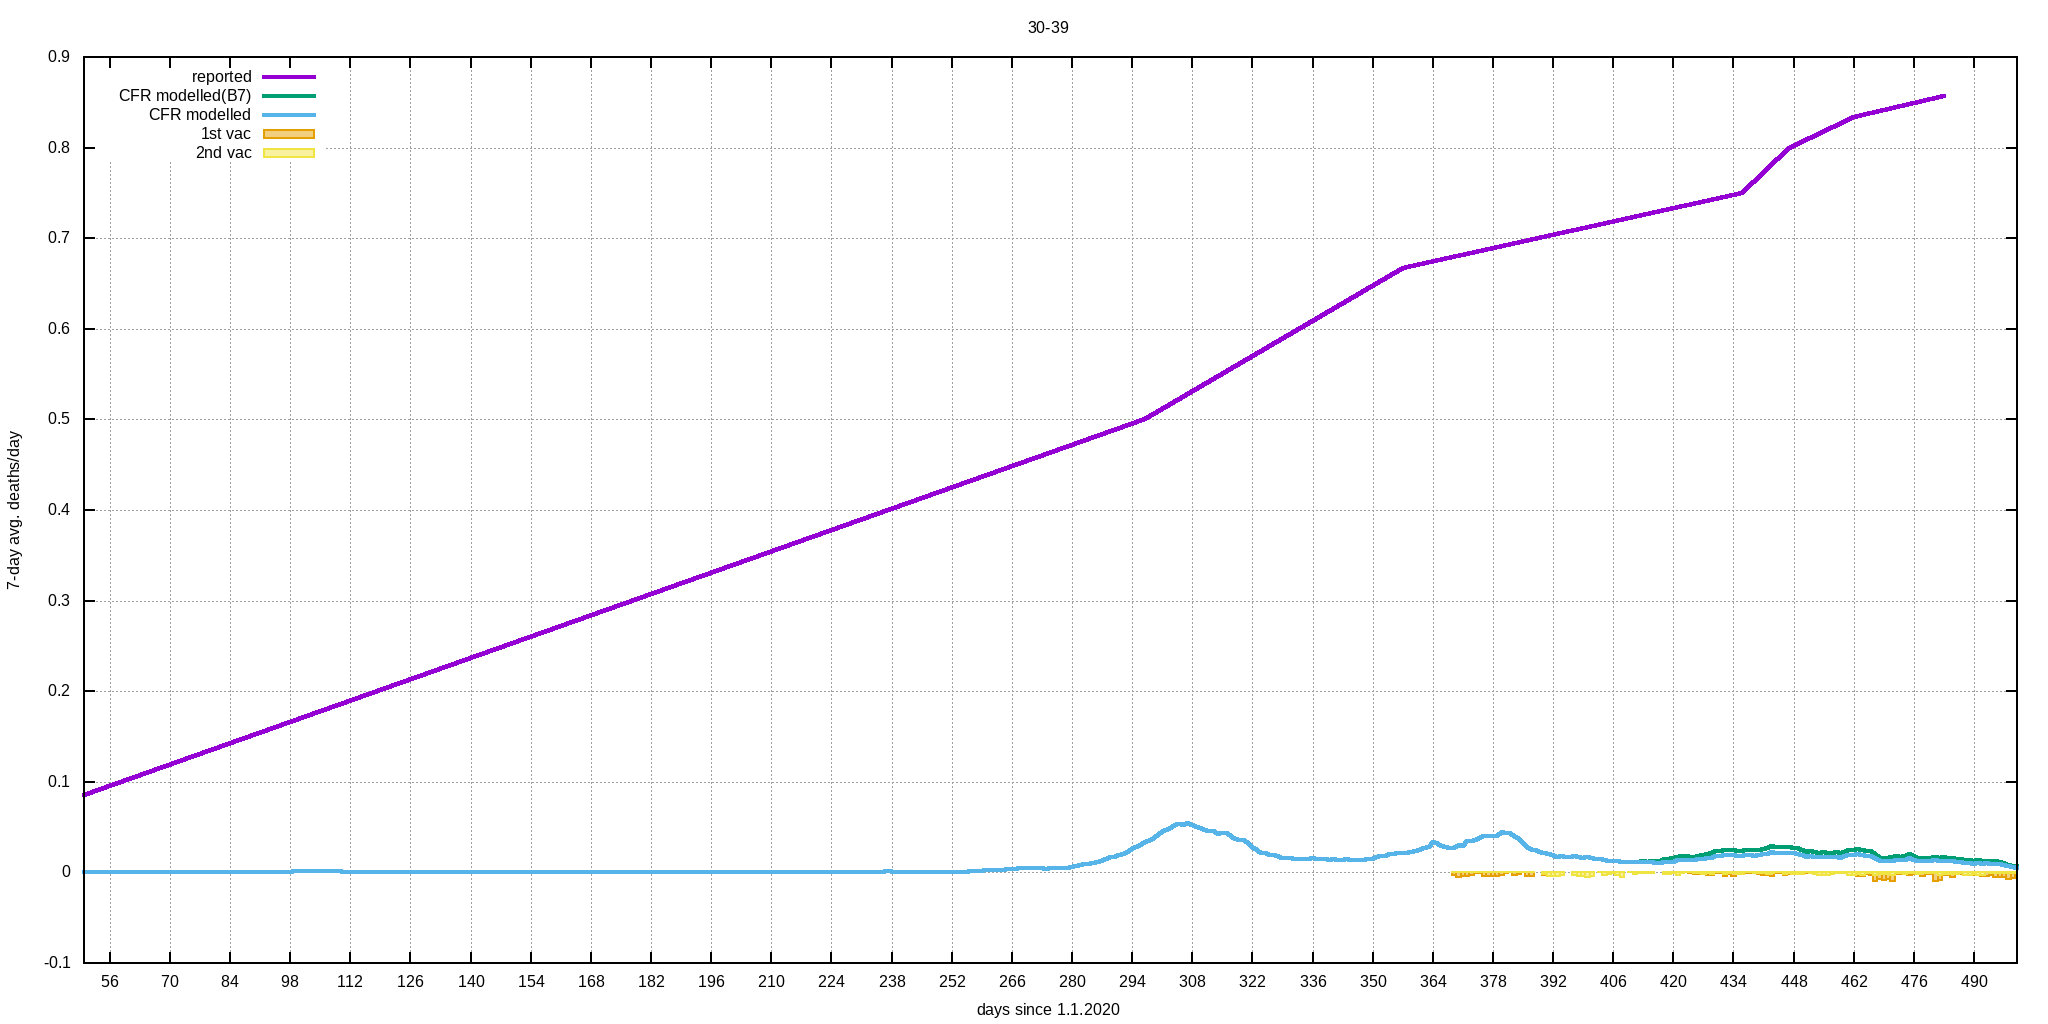 30-39
0.9
0.8
0.7
0.6
0.5
0.4
0.3
0.2
0.1
0
-0.1
7-day avg. deaths/day
reported
CFR modelled(B7)
CFR modelled
1st vac
2nd vac
56 70 84 98 112 126 140 154 168 182 196 210 224 238 252 266 280 294 308 322 336 350 364 378 392 406 420 434 448 462 476 490
days since 1.1.2020